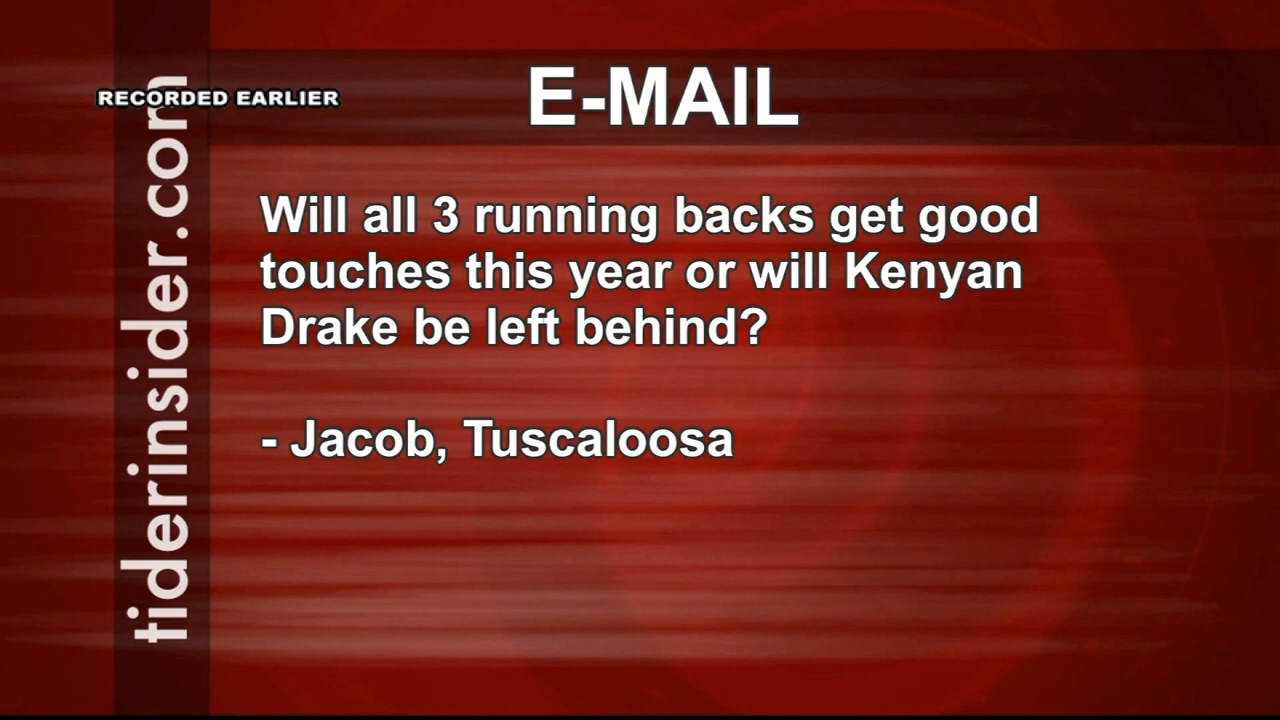 E-MAIL
RECORDED EARLIER
tiderinsider.com
Will all 3 running backs get good
touches this year or will Kenyan
Drake be left behind?
- Jacob, Tuscaloosa